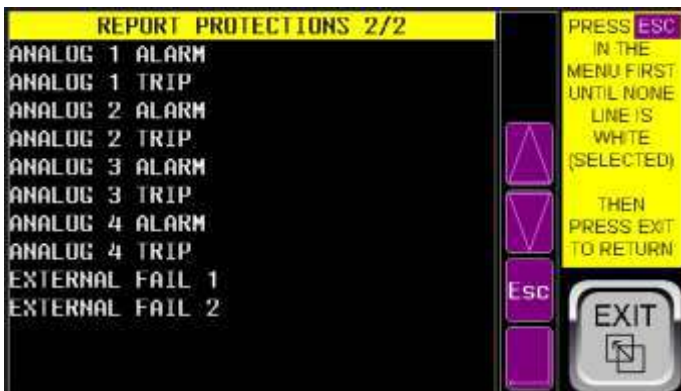 REPORT PROTECTIONS 2/2
ANALOG 1 ALARM
ANALOG 1 TRIP
ANALOG 2 ALARM
ANALOG 2 TRIP
ANALOG 3 ALARM
ANALOG 3 TRIP
ANALOG 4 ALARM
ANALOG 4 TRIP
EXTERNAL FAIL 1
EXTERNAL FAIL 2
Esc
PRESS ESC
IN THE
MENU FIRST
UNTIL NONE
LINE IS
WHITE
(SELECTED)
THEN
PRESS EXIT
TO RETURN
EXIT